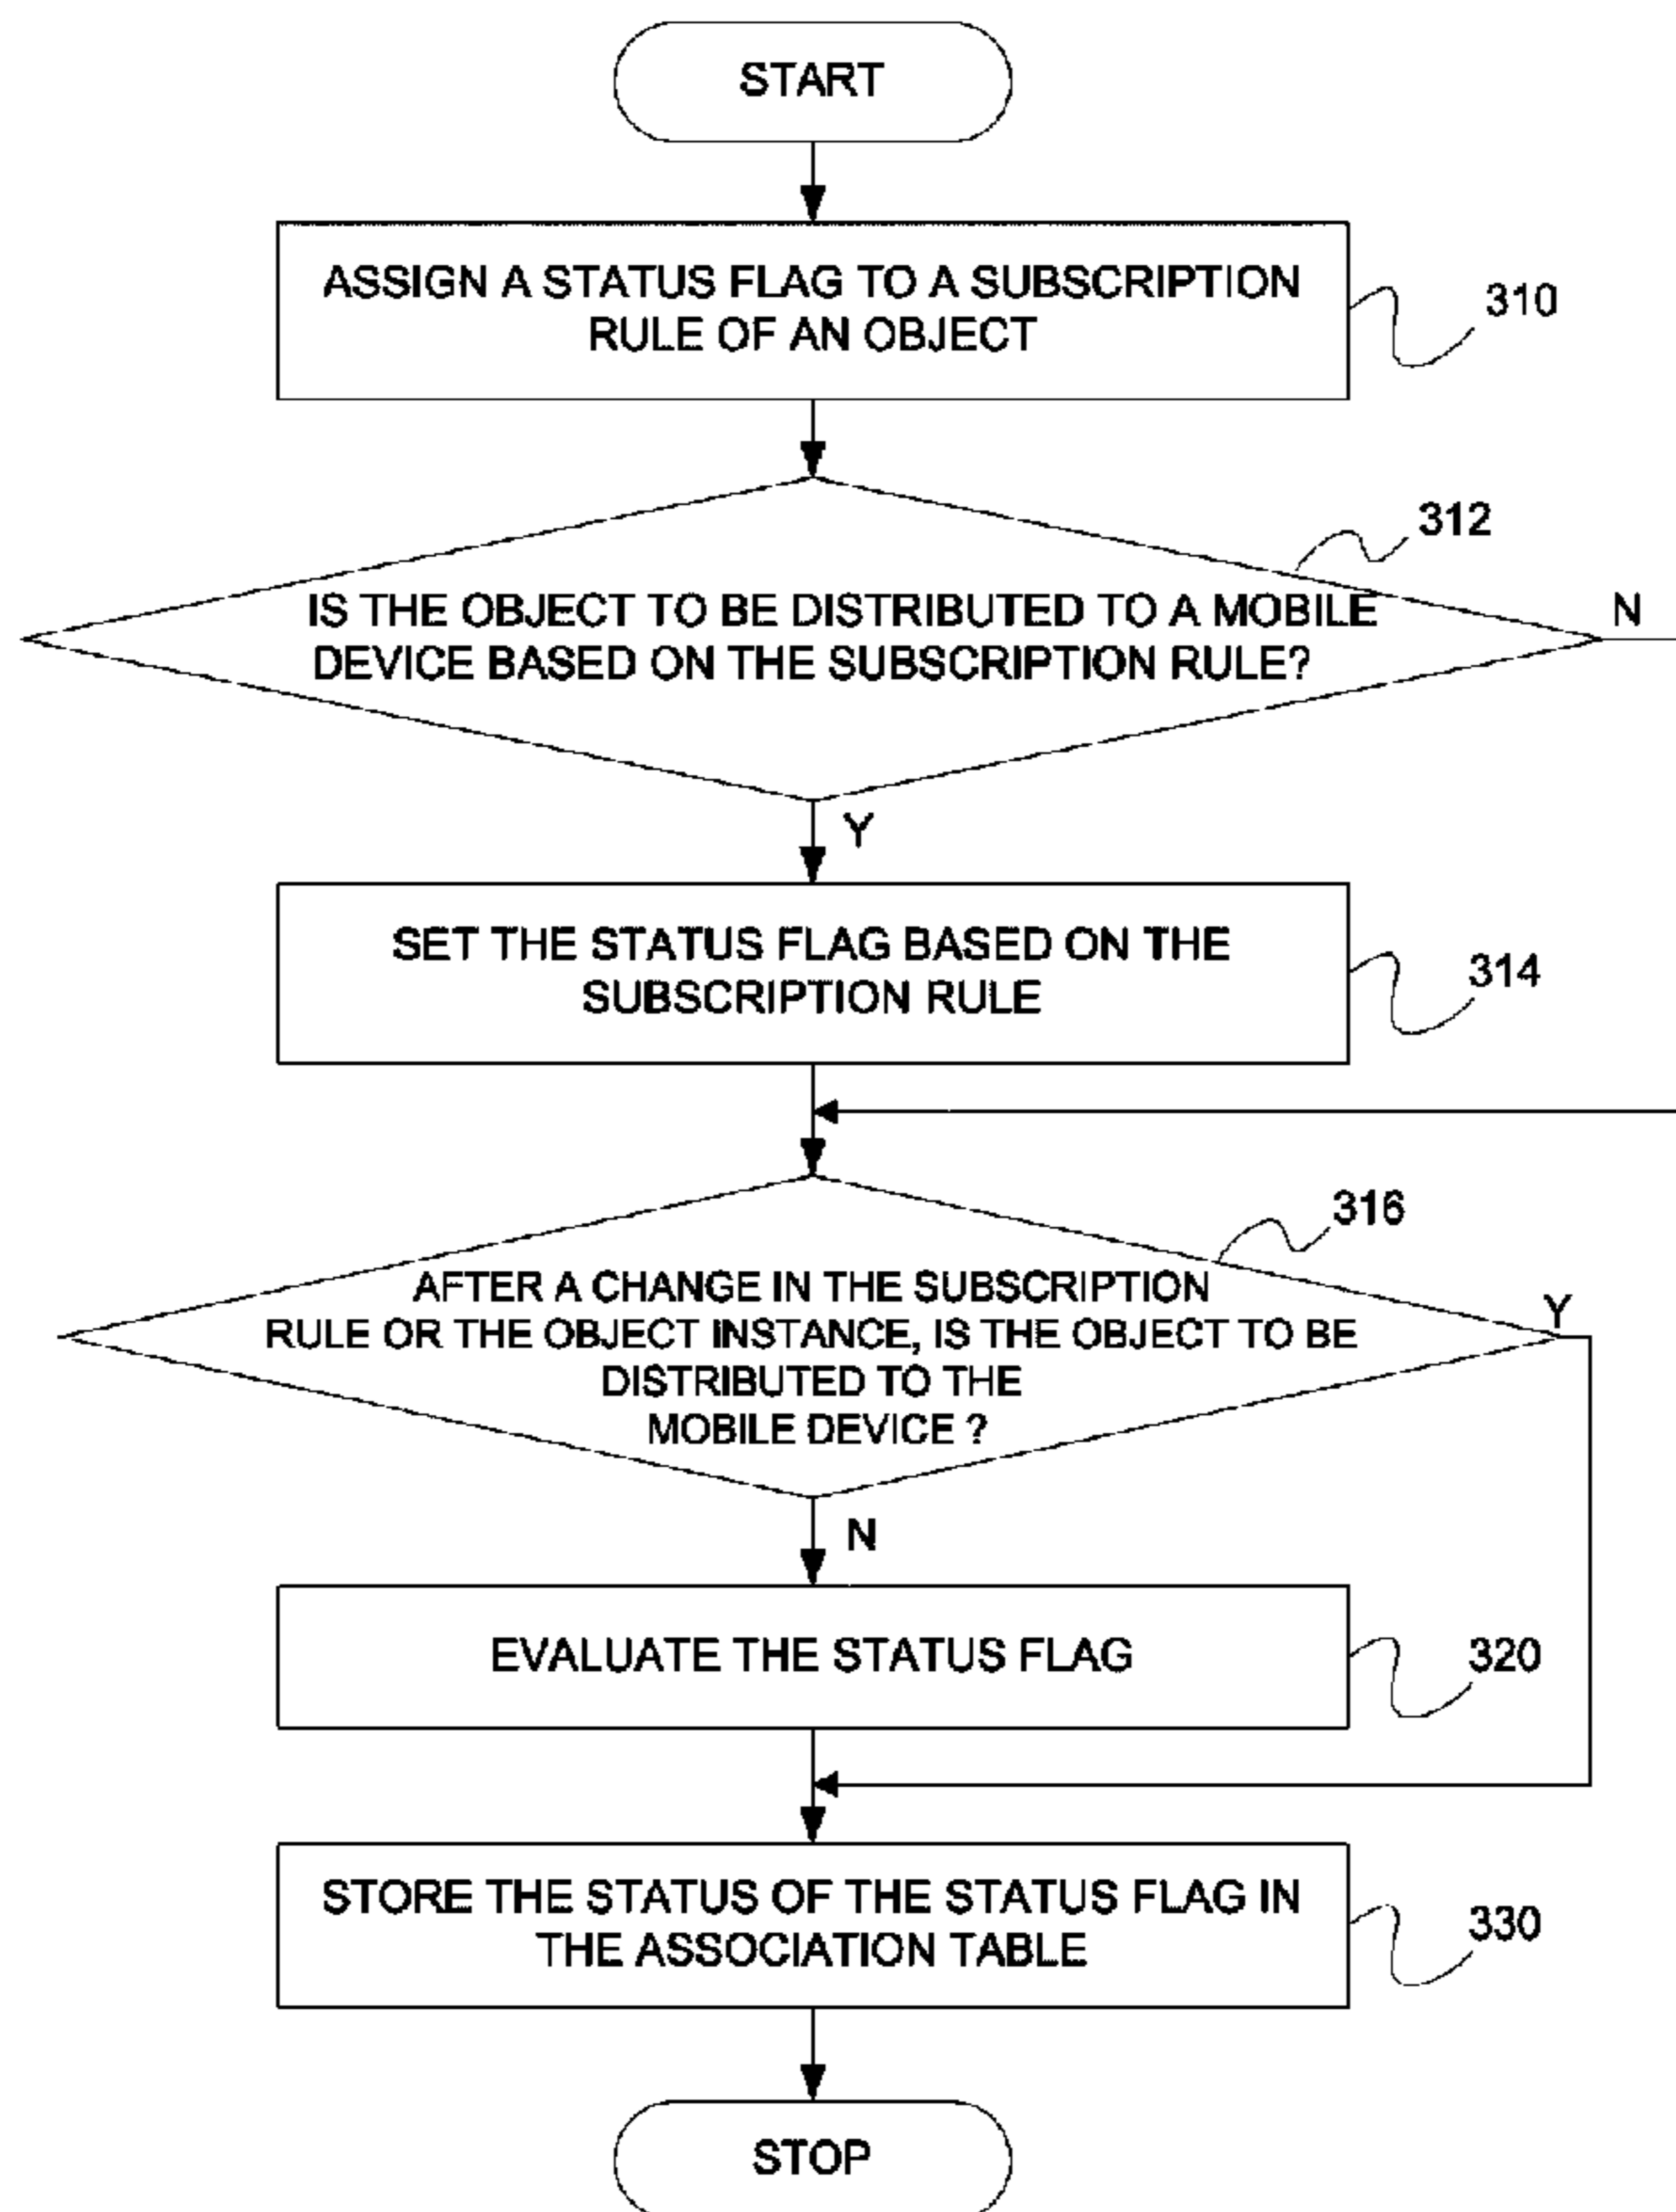 START
ASSIGN A STATUS FLAG TO A SUBSCRIPTION
RULE OF AN OBJECT
310
312
IS THE OBJECT TO BE DISTRIBUTED TO A MOBILE
DEVICE BASED ON THE SUBSCRIPTION RULE?
N
Y
SET THE STATUS FLAG BASED ON THE
SUBSCRIPTION RULE
314
316
AFTER A CHANGE IN THE SUBSCRIPTION
RULE OR THE OBJECT INSTANCE, IS THE OBJECT TO BE
DISTRIBUTED TO THE
MOBILE DEVICE ?
Y
N
EVALUATE THE STATUS FLAG
320
STORE THE STATUS OF THE STATUS FLAG IN
THE ASSOCIATION TABLE
330
STOP